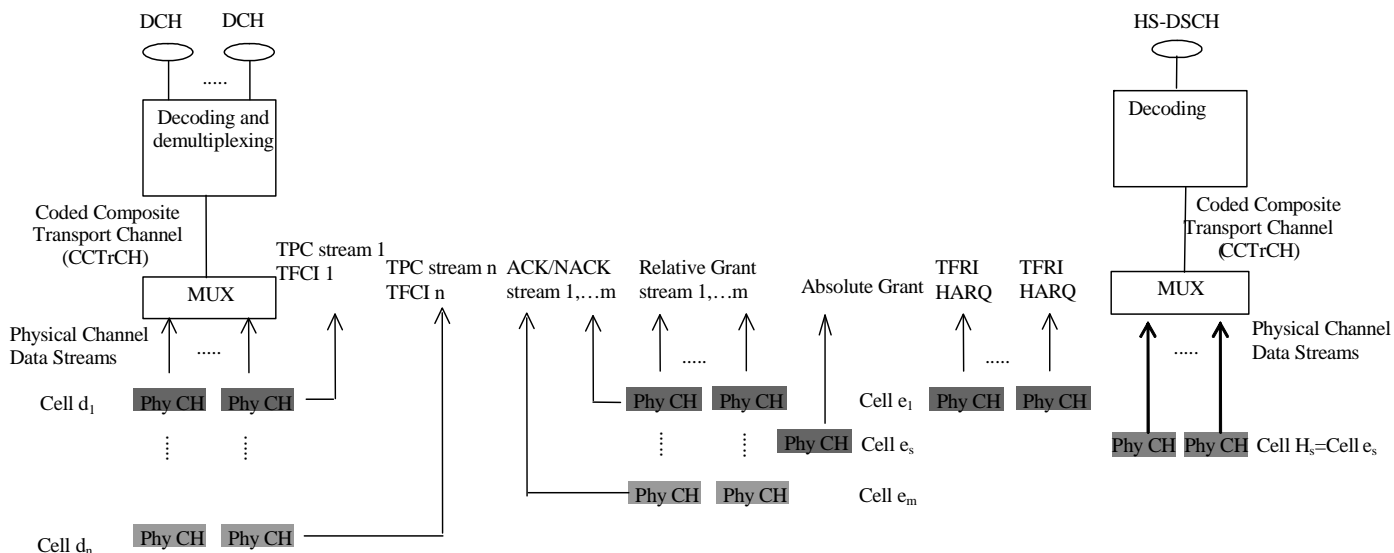 DCH
DCH
HS-DSCH
.....
Decoding and
demultiplexing
Decoding
Coded Composite
Transport Channel
(CCTrCH)
Coded Composite
Transport Channel
(CCTrCH)
TPC stream 1
TFCI 1
TPC stream n
TFCI n
ACK/NACK
stream 1,…m
Relative Grant
stream 1,…m
Absolute Grant
TFRI
HARQ
TFRI
HARQ
MUX
MUX
Physical Channel
Data Streams
.....
.....
.....
.....
Physical Channel
Data Streams
Cell d1
Phy CH
Phy CH
Phy CH
Phy CH
Cell e1
Phy CH
Phy CH
Phy CH
Cell es
Phy CH
Phy CH
Cell Hs=Cell es
Phy CH
Phy CH
Cell em
Cell dn
Phy CH
Phy CH